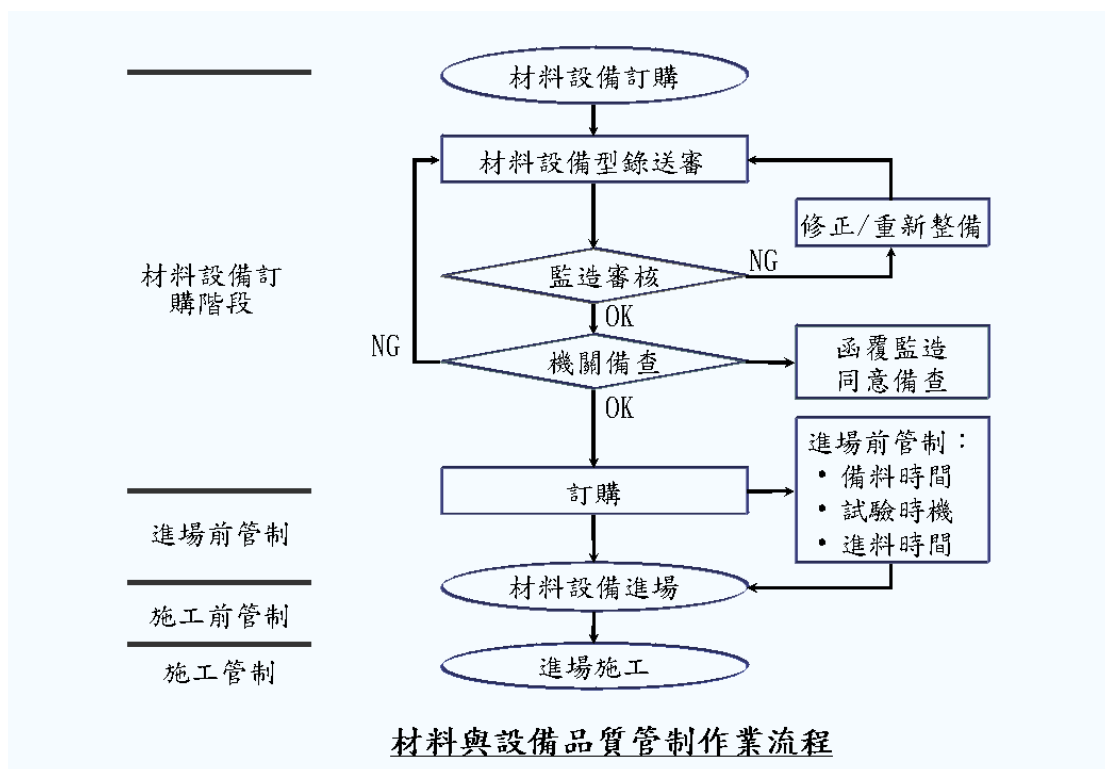 材料設備訂購
材料設備型錄送審
修正/重新整備
監造審核
NG
OK
材料設備訂
購階段
NG
機關備查
函覆監造
同意備查
OK
訂購
進場前管制：
• 備料時間
• 試驗時機
• 進料時間
進場前管制
材料設備進場
施工前管制
進場施工
施工管制
材料與設備品質管制作業流程